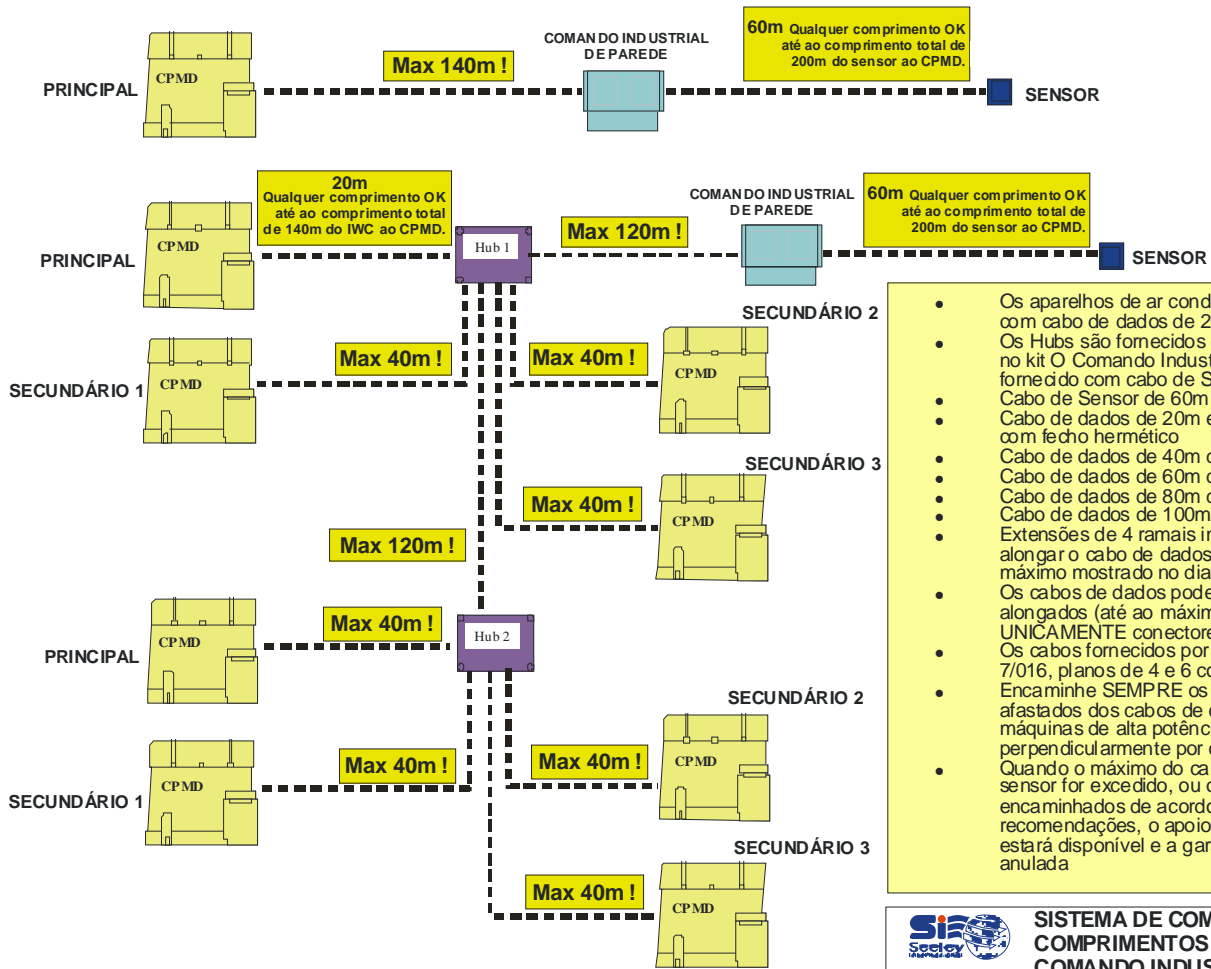 COMANDO INDUSTRIAL
DE PAREDE
60m Qualquer comprimento OK
até ao comprimento total de
200m do sensor ao CPMD.
CPMD
Max 140m !
PRINCIPAL
SENSOR
20m
Qualquer comprimento OK
até ao comprimento total
de 140m do IWC ao CPMD.
COMANDO INDUSTRIAL
DE PAREDE
60m Qualquer comprimento OK
até ao comprimento total de
200m do sensor ao CPMD.
CPMD
Hub 1
Max 120m !
PRINCIPAL
SENSOR
SECUNDÁRIO 2
Max 40m !
Max 40m !
CPMD
CPMD
SECUNDÁRIO 1
SECUNDÁRIO 3
Max 40m !
CPMD
Max 120m !
Max 40m !
Hub 2
CPMD
PRINCIPAL
SECUNDÁRIO 2
Max 40m !
Max 40m !
CPMD
CPMD
SECUNDÁRIO 1
SECUNDÁRIO 3
Max 40m !
CPMD
• Os aparelhos de ar cond
com cabo de dados de 2
• Os Hubs são fornecidos
no kit O Comando Indust
fornecido com cabo de S
• Cabo de Sensor de 60m
• Cabo de dados de 20m e
com fecho hermético
• Cabo de dados de 40m c
• Cabo de dados de 60m c
• Cabo de dados de 80m c
• Cabo de dados de 100m
• Extensões de 4 ramais in
alongar o cabo de dados
máximo mostrado no dia
• Os cabos de dados pode
alongados (até ao máxim
UNICAMENTE conectore
• Os cabos fornecidos por
7/016, planos de 4 e 6 co
• Encaminhe SEMPRE os
afastados dos cabos de e
máquinas de alta potênc
perpendicularmente por c
• Quando o máximo do ca
sensor for excedido, ou c
encaminhados de acordo
recomendações, o apoio
estará disponível e a gar
anulada
Seeley
INTERNATIONAL
SISTEMA DE COM
COMPRIMENTOS
COMANDO INDUS